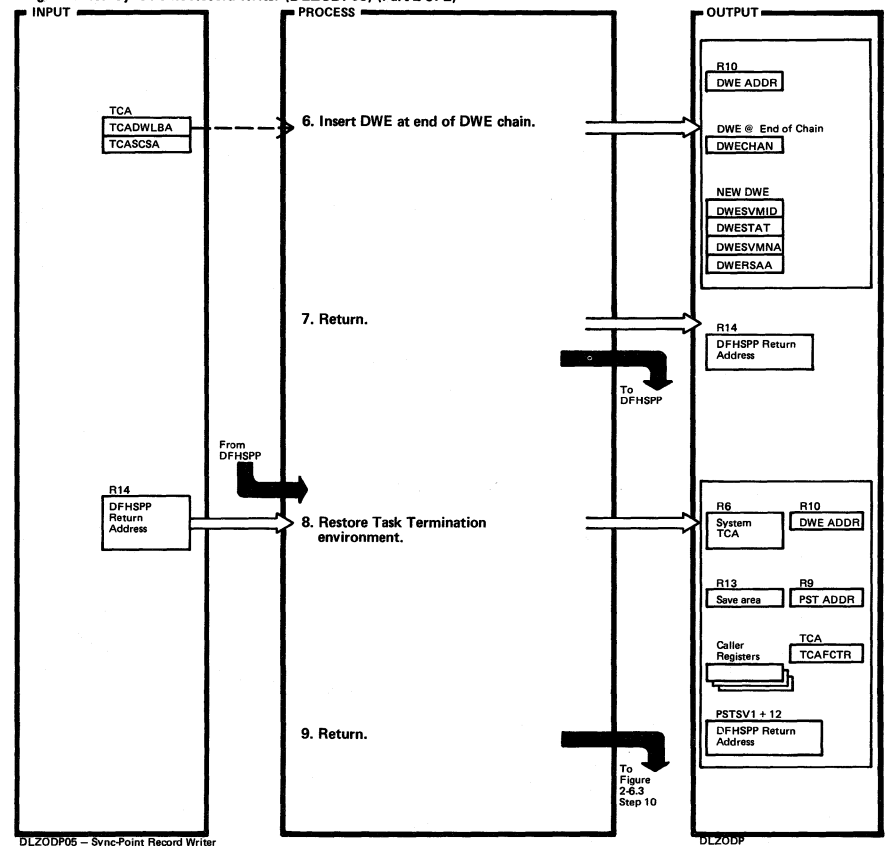 INPUT
PROCESS
OUTPUT
R10
DWE ADDR
TCA
TCADWLBA
TCASCSA
6. Insert DWE at end of DWE chain.
DWE @ End of Chain
DWECHAN
NEW DWE
DWESVMID
DWESTAT
DWESVMNA
DWERSAA
7. Return.
R14
DFHSPP Return
Address
To
DFHSPP
From
DFHSPP
R14
DFHSPP
Return
Address
8. Restore Task Termination
environment.
R6
System
TCA
R10
DWE ADDR
R13
Save area
R9
PST ADDR
Caller
Registers
TCA
TCAFCTR
PSTSV1 + 12
DFHSPP Return
Address
9. Return.
To
Figure
2-6.3
Step 10
DLZODP05 – Sync-Point Record Writer
DLZODP